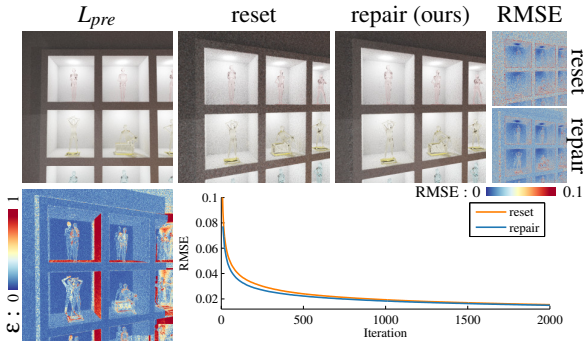 L_pre reset repair (ours) RMSE
reset
repair
RMSE : 0 0.1
ε : 0 1
0.1
0.08
0.06
0.04
0.02
RMSE
reset
repair
0 500 1000 1500 2000
Iteration